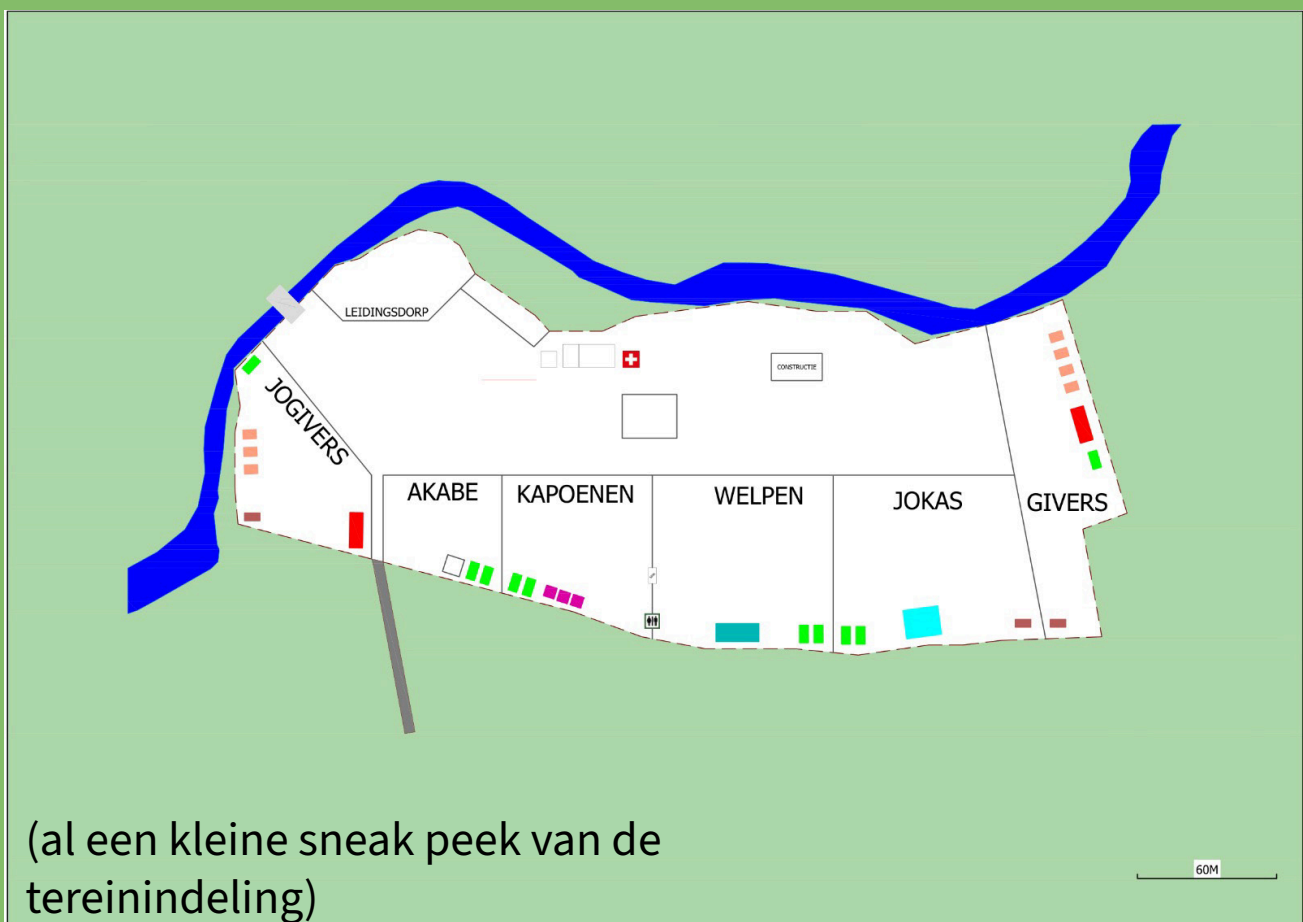 LEIDINGSDORP
CONSTRUCTIE
JOGIVERS
AKABE
KAPOENEN
WELPEN
JOKAS
GIVERS
60M
(al een kleine sneak peek van de
tereinindeling)